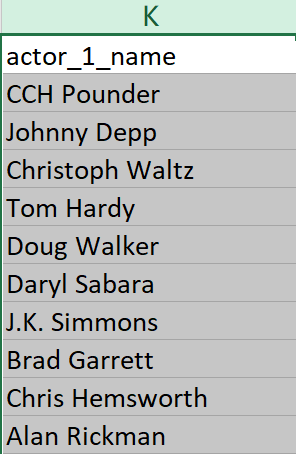 K
actor_1_name
CCH Pounder
Johnny Depp
Christoph Waltz
Tom Hardy
Doug Walker
Daryl Sabara
J.K. Simmons
Brad Garrett
Chris Hemsworth
Alan Rickman